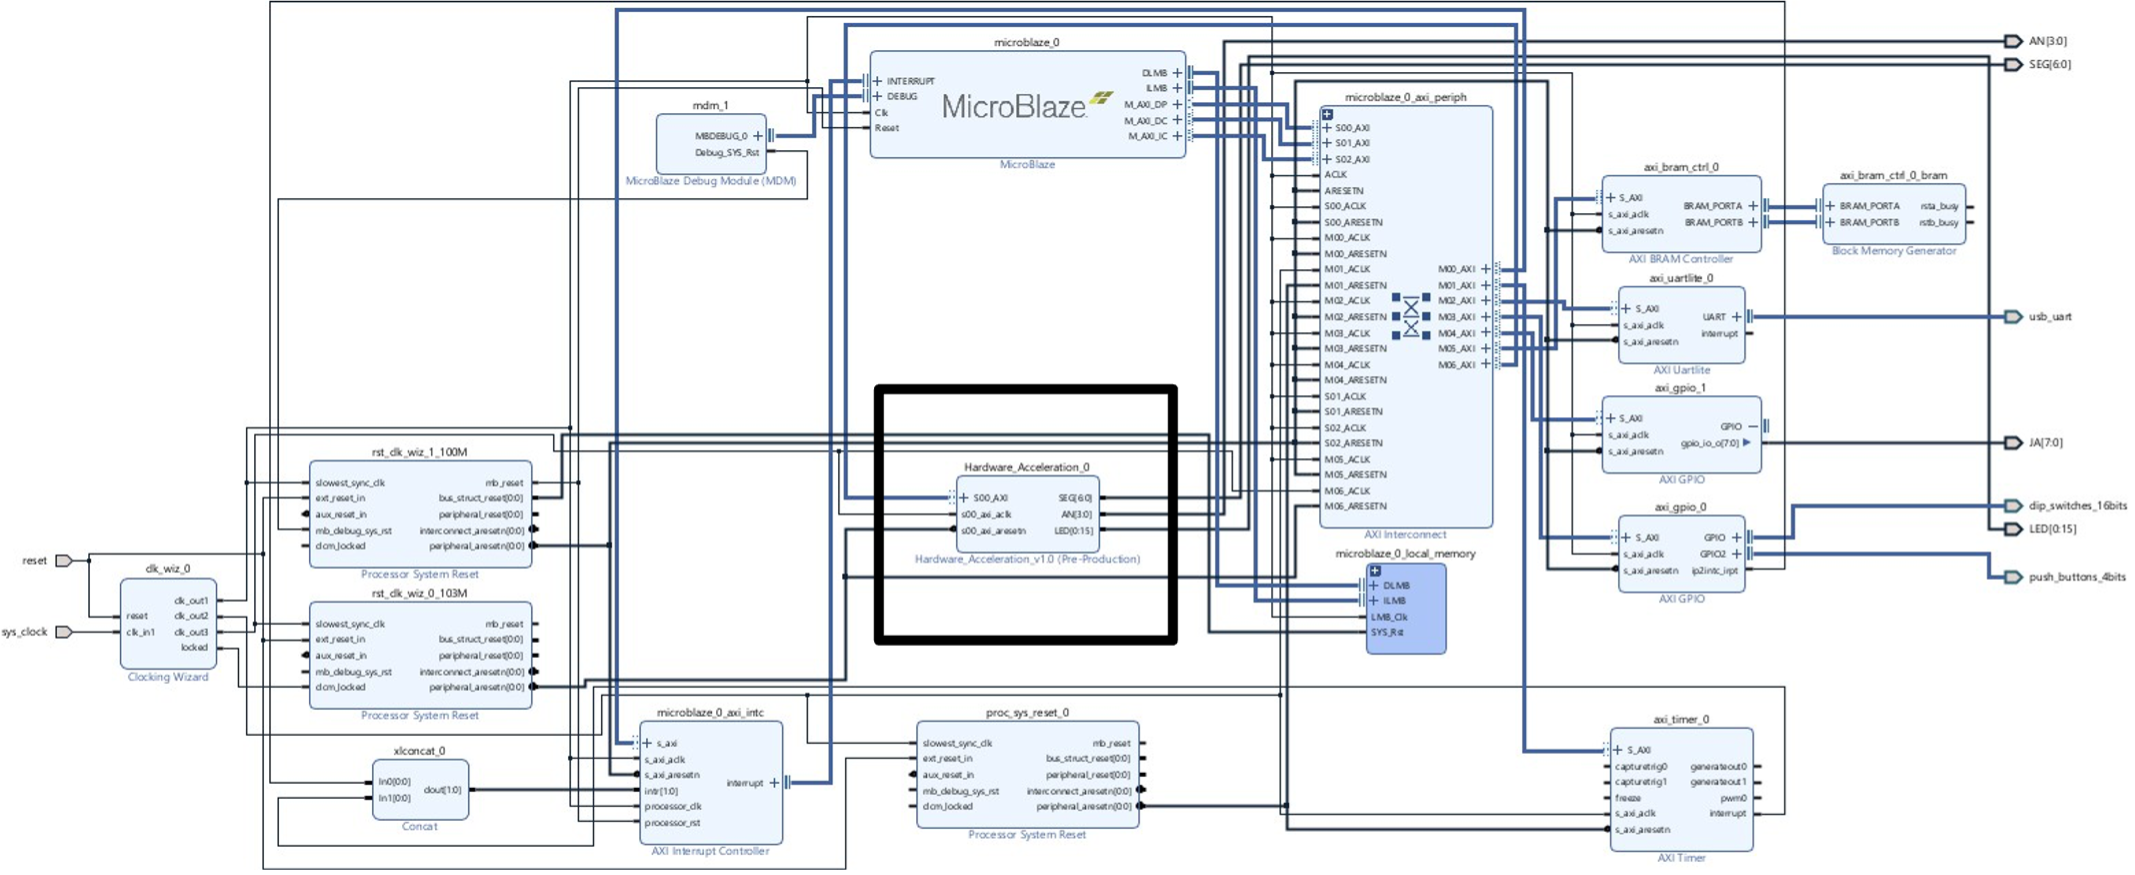 microblaze_0
INTERRUPT
DEBUG
Clk
Reset
MicroBlaze
DLMB
ILMB
M_AXI_DP
M_AXI_DC
M_AXI_IC
MicroBlaze
mdm_1
MBDEBUG_0
Debug_SYS_Rst
MicroBlaze Debug Module (MDM)
microblaze_0_axi_periph
S00_AXI
S01_AXI
S02_AXI
ACLK
ARESETN
S00_ACLK
S00_ARESETN
M00_ACLK
M00_ARESETN
M01_ACLK
M01_ARESETN
M02_ACLK
M02_ARESETN
M03_ACLK
M03_ARESETN
M04_ACLK
M04_ARESETN
S01_ACLK
S01_ARESETN
S02_ACLK
S02_ARESETN
M05_ACLK
M05_ARESETN
M06_ACLK
M06_ARESETN
M00_AXI
M01_AXI
M02_AXI
M03_AXI
M04_AXI
M05_AXI
M06_AXI
AXI Interconnect
axi_bram_ctrl_0
S_AXI
s_axi_aclk
s_axi_aresetn
BRAM_PORTA
BRAM_PORTB
AXI BRAM Controller
axi_bram_ctrl_0_bram
BRAM_PORTA
BRAM_PORTB
rsta_busy
rstb_busy
Block Memory Generator
axi_uartlite_0
S_AXI
s_axi_aclk
s_axi_aresetn
UART
interrupt
AXI Uartlite
axi_gpio_1
S_AXI
s_axi_aclk
s_axi_aresetn
GPIO
gpio_io_o[7:0]
AXI GPIO
axi_gpio_0
S_AXI
s_axi_aclk
s_axi_aresetn
GPIO
GPIO2
ip2intc_irpt
AXI GPIO
AN[3:0]
SEG[6:0]
usb_uart
JA[7:0]
dip_switches_16bits
LED[0:15]
push_buttons_4bits
Hardware_Acceleration_0
S00_AXI
s00_axi_aclk
s00_axi_aresetn
SEG[6:0]
AN[3:0]
LED[0:15]
Hardware_Acceleration_v1.0 (Pre-Production)
microblaze_0_local_memory
DLMB
ILMB
LMB_Clk
SYS_Rst
rst_clk_wiz_1_100M
slowest_sync_clk
ext_reset_in
aux_reset_in
mb_debug_sys_rst
dcm_locked
mb_reset
bus_struct_reset[0:0]
peripheral_reset[0:0]
interconnect_aresetn[0:0]
peripheral_aresetn[0:0]
Processor System Reset
reset
sys_clock
clk_wiz_0
reset
clk_in1
clk_out1
clk_out2
clk_out3
locked
Clocking Wizard
rst_clk_wiz_0_103M
slowest_sync_clk
ext_reset_in
aux_reset_in
mb_debug_sys_rst
dcm_locked
mb_reset
bus_struct_reset[0:0]
peripheral_reset[0:0]
interconnect_aresetn[0:0]
peripheral_aresetn[0:0]
Processor System Reset
xlconcat_0
In0[0:0]
In1[0:0]
dout[1:0]
Concat
microblaze_0_axi_intc
s_axi
s_axi_aclk
s_axi_aresetn
intr[1:0]
processor_clk
processor_rst
interrupt
AXI Interrupt Controller
proc_sys_reset_0
slowest_sync_clk
ext_reset_in
aux_reset_in
mb_debug_sys_rst
dcm_locked
mb_reset
bus_struct_reset[0:0]
peripheral_reset[0:0]
interconnect_aresetn[0:0]
peripheral_aresetn[0:0]
Processor System Reset
axi_timer_0
S_AXI
capturetrig0
capturetrig1
freeze
s_axi_aclk
s_axi_aresetn
generateout0
generateout1
pwm0
interrupt
AXI Timer